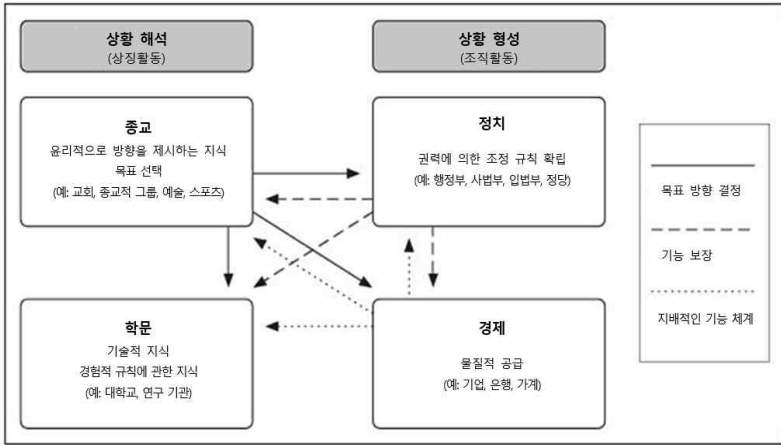 상황 해석
(상징활동)
상황 형성
(조직활동)
종교
윤리적으로 방향을 제시하는 지식
목표 선택
(예: 교회, 종교적 그룹, 예술, 스포츠)
정치
권력에 의한 조정 규칙 확립
(예: 행정부, 사법부, 입법부, 정당)
학문
기술적 지식
경험적 규칙에 관한 지식
(예: 대학교, 연구 기관)
경제
물질적 공급
(예: 기업, 은행, 가계)
목표 방향 결정
기능 보장
지배적인 기능 체계